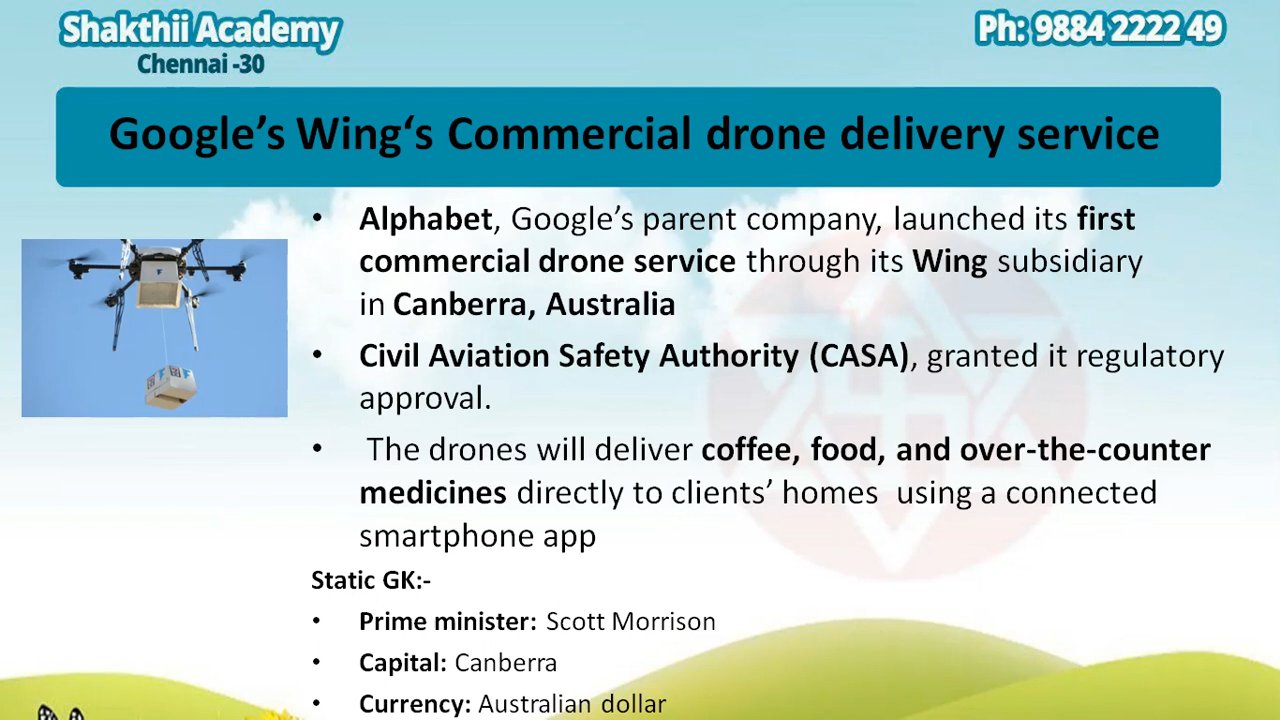 Shakthii Academy
Chennai -30
Ph: 9884 2222 49
Google’s Wing‘s Commercial drone delivery service
• Alphabet, Google’s parent company, launched its first
commercial drone service through its Wing subsidiary
in Canberra, Australia
• Civil Aviation Safety Authority (CASA), granted it regulatory
approval.
• The drones will deliver coffee, food, and over-the-counter
medicines directly to clients’ homes using a connected
smartphone app
Static GK:-
• Prime minister: Scott Morrison
• Capital: Canberra
• Currency: Australian dollar